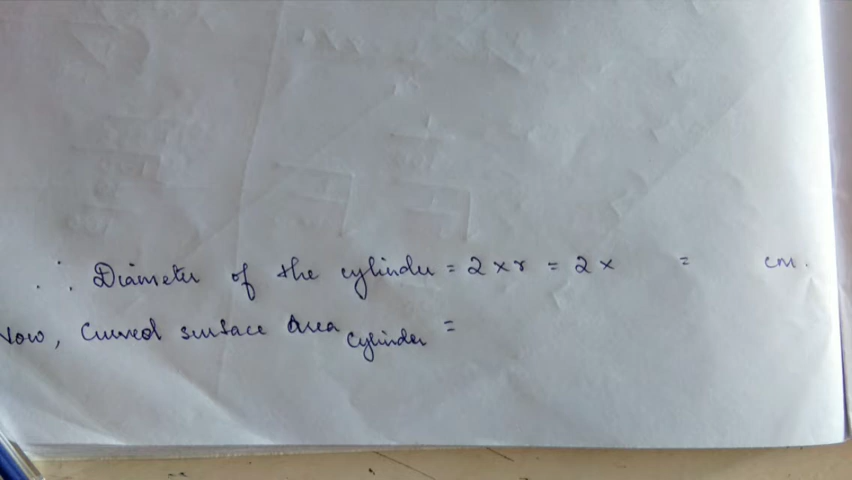 ∴ Diameter of the cylinder = 2 × r = 2 × = cm.
Now, Curved surface Area cylinder =